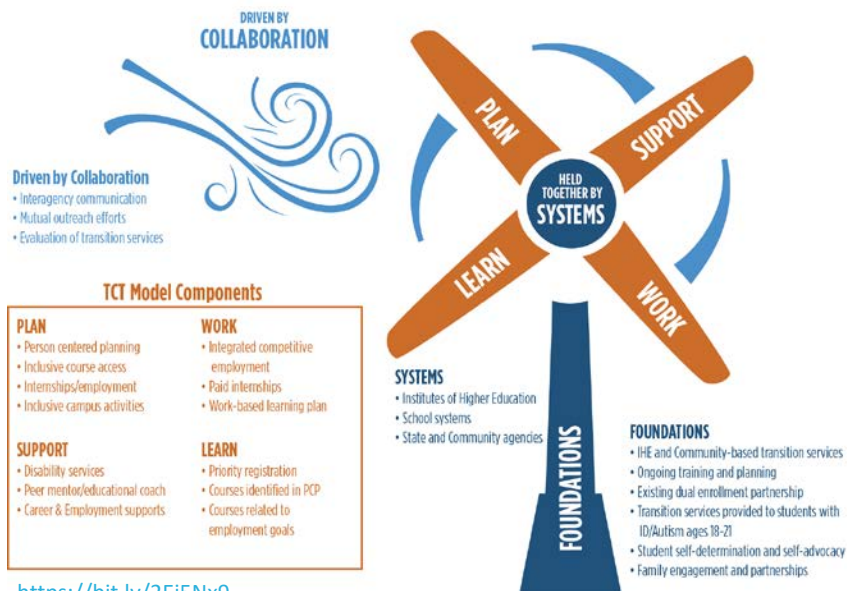 DRIVEN BY
COLLABORATION
Driven by Collaboration
• Interagency communication
• Mutual outreach efforts
• Evaluation of transition services
PLAN
SUPPORT
HELD
TOGETHER BY
SYSTEMS
LEARN
WORK
TCT Model Components
PLAN
• Person centered planning
• Inclusive course access
• Internships/employment
• Inclusive campus activities
WORK
• Integrated competitive
employment
• Paid internships
• Work-based learning plan
SUPPORT
• Disability services
• Peer mentor/educational coach
• Career & Employment supports
LEARN
• Priority registration
• Courses identified in PCP
• Courses related to
employment goals
SYSTEMS
• Institutes of Higher Education
• School systems
• State and Community agencies
FOUNDATIONS
FOUNDATIONS
• IHE and Community-based transition services
• Ongoing training and planning
• Existing dual enrollment partnership
• Transition services provided to students with
ID/Autism ages 18-21
• Student self-determination and self-advocacy
• Family engagement and partnerships